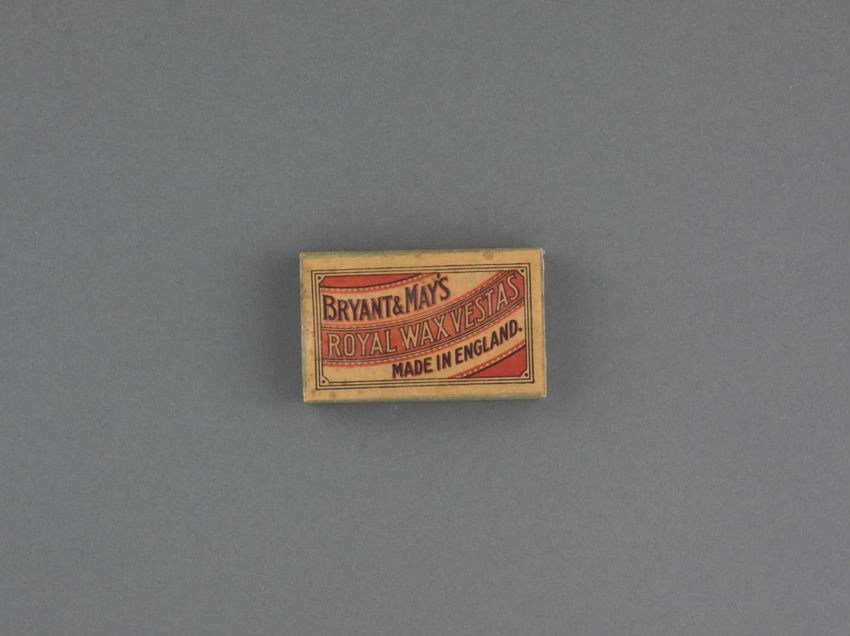 BRYANT & MAY'S
ROYAL WAX VESTAS
MADE IN ENGLAND.